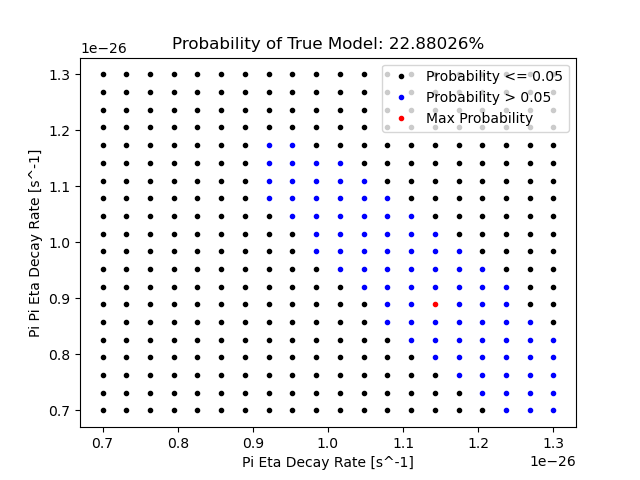 Probability of True Model: 22.88026%
1e−26
Probability <= 0.05
Probability > 0.05
Max Probability
Pi Pi Eta Decay Rate [s^-1]
1.3
1.2
1.1
1.0
0.9
0.8
0.7
0.7 0.8 0.9 1.0 1.1 1.2 1.3
Pi Eta Decay Rate [s^-1]
1e−26